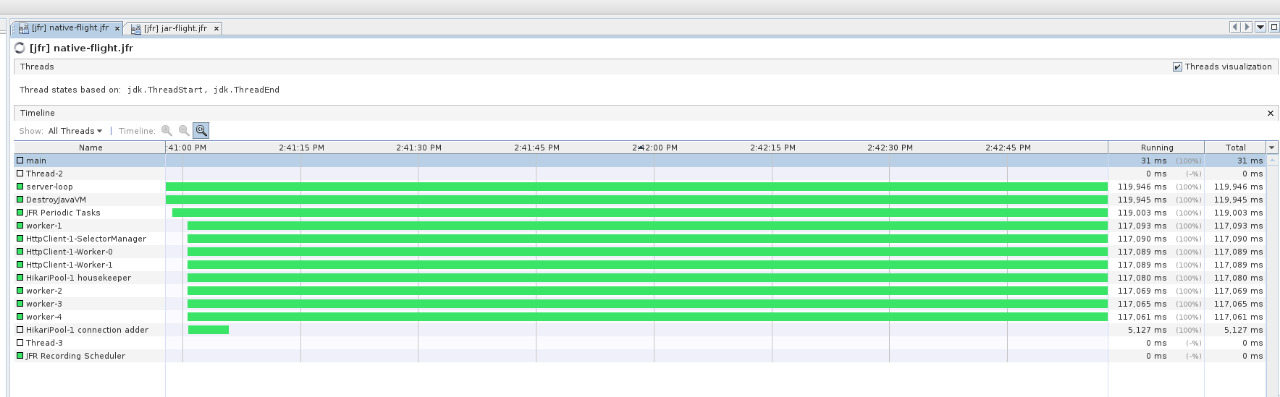 [jfr] native-flight.jfr [jfr] jar-flight.jfr
[jfr] native-flight.jfr
Threads Threads visualization
Thread states based on: jdk.ThreadStart, jdk.ThreadEnd
Timeline
Show: All Threads | Timeline:
Name :41:00 PM 2:41:15 PM 2:41:30 PM 2:41:45 PM 2:42:00 PM 2:42:15 PM 2:42:30 PM 2:42:45 PM Running Total
main 31 ms (100%) 31 ms
Thread-2 0 ms (-%) 0 ms
server-loop 119,946 ms (100%) 119,946 ms
DestroyJavaVM 119,945 ms (100%) 119,945 ms
JFR Periodic Tasks 119,003 ms (100%) 119,003 ms
worker-1 117,093 ms (100%) 117,093 ms
HttpClient-1-SelectorManager 117,090 ms (100%) 117,090 ms
HttpClient-1-Worker-0 117,089 ms (100%) 117,089 ms
HttpClient-1-Worker-1 117,089 ms (100%) 117,089 ms
HikariPool-1 housekeeper 117,080 ms (100%) 117,080 ms
worker-2 117,069 ms (100%) 117,069 ms
worker-3 117,065 ms (100%) 117,065 ms
worker-4 117,061 ms (100%) 117,061 ms
HikariPool-1 connection adder 5,127 ms (100%) 5,127 ms
Thread-3 0 ms (-%) 0 ms
JFR Recording Scheduler 0 ms (-%) 0 ms